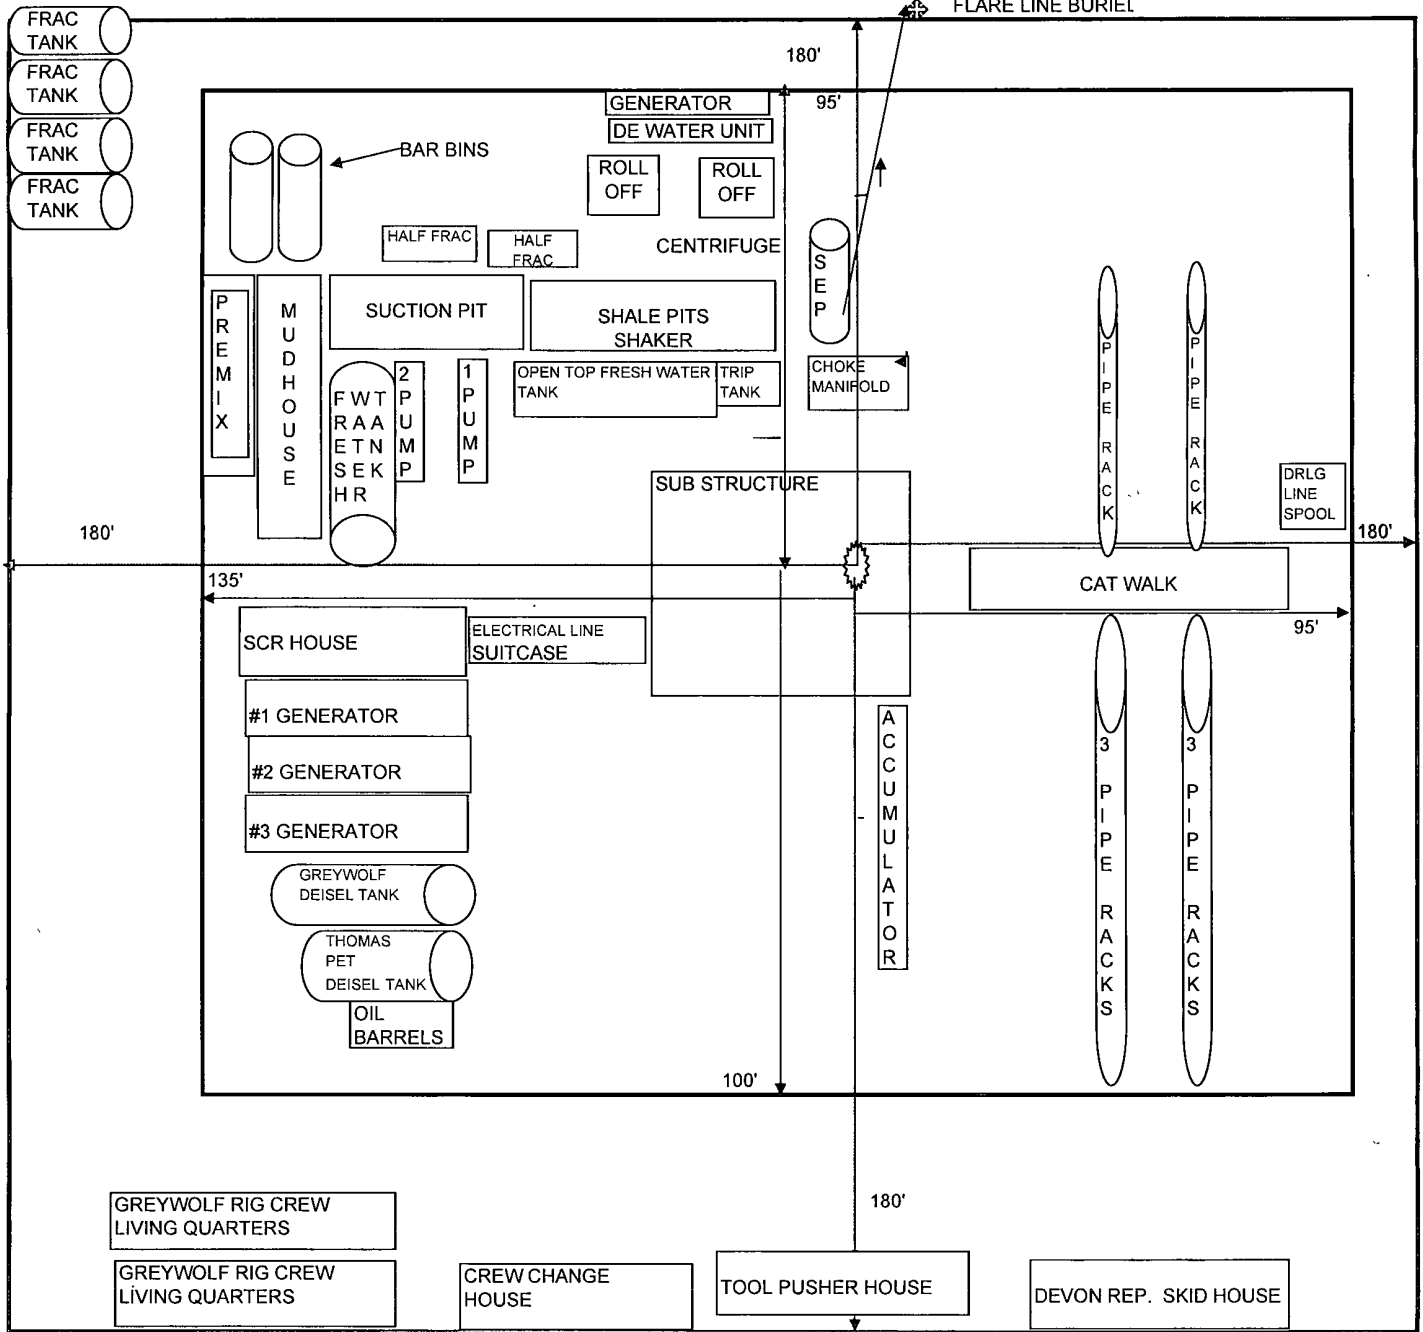 FLARE LINE BURIEL
FRAC
TANK
FRAC
TANK
FRAC
TANK
FRAC
TANK
180'
95'
GENERATOR
DE WATER UNIT
BAR BINS
ROLL
OFF
ROLL
OFF
HALF FRAC
HALF
FRAC
CENTRIFUGE
SEP
PREMIX
MUDHOUSE
SUCTION PIT
SHALE PITS
SHAKER
FRESH
WATER
TANK
2 PUMP
1 PUMP
OPEN TOP FRESH WATER
TANK
TRIP
TANK
CHOKE
MANIFOLD
PIPE RACK
PIPE RACK
SUB STRUCTURE
DRLG
LINE
SPOOL
180'
180'
135'
CAT WALK
95'
SCR HOUSE
ELECTRICAL LINE
SUITCASE
#1 GENERATOR
#2 GENERATOR
#3 GENERATOR
ACCUMULATOR
3 PIPE RACKS
3 PIPE RACKS
GREYWOLF
DEISEL TANK
THOMAS
PET
DEISEL TANK
OIL
BARRELS
100'
180'
GREYWOLF RIG CREW
LIVING QUARTERS
GREYWOLF RIG CREW
LIVING QUARTERS
CREW CHANGE
HOUSE
TOOL PUSHER HOUSE
DEVON REP. SKID HOUSE